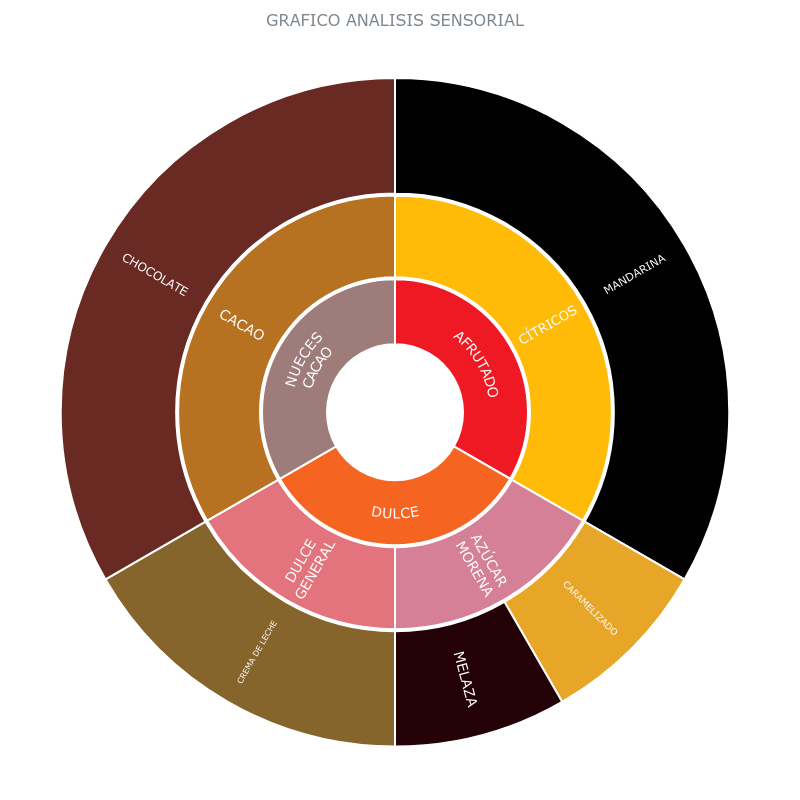 GRAFICO ANALISIS SENSORIAL
CHOCOLATE
MANDARINA
CACAO
CÍTRICOS
NUECES
CACAO
AFRUTADO
DULCE
DULCE
GENERAL
AZÚCAR
MORENA
CARAMELIZADO
CREMA DE LECHE
MELAZA